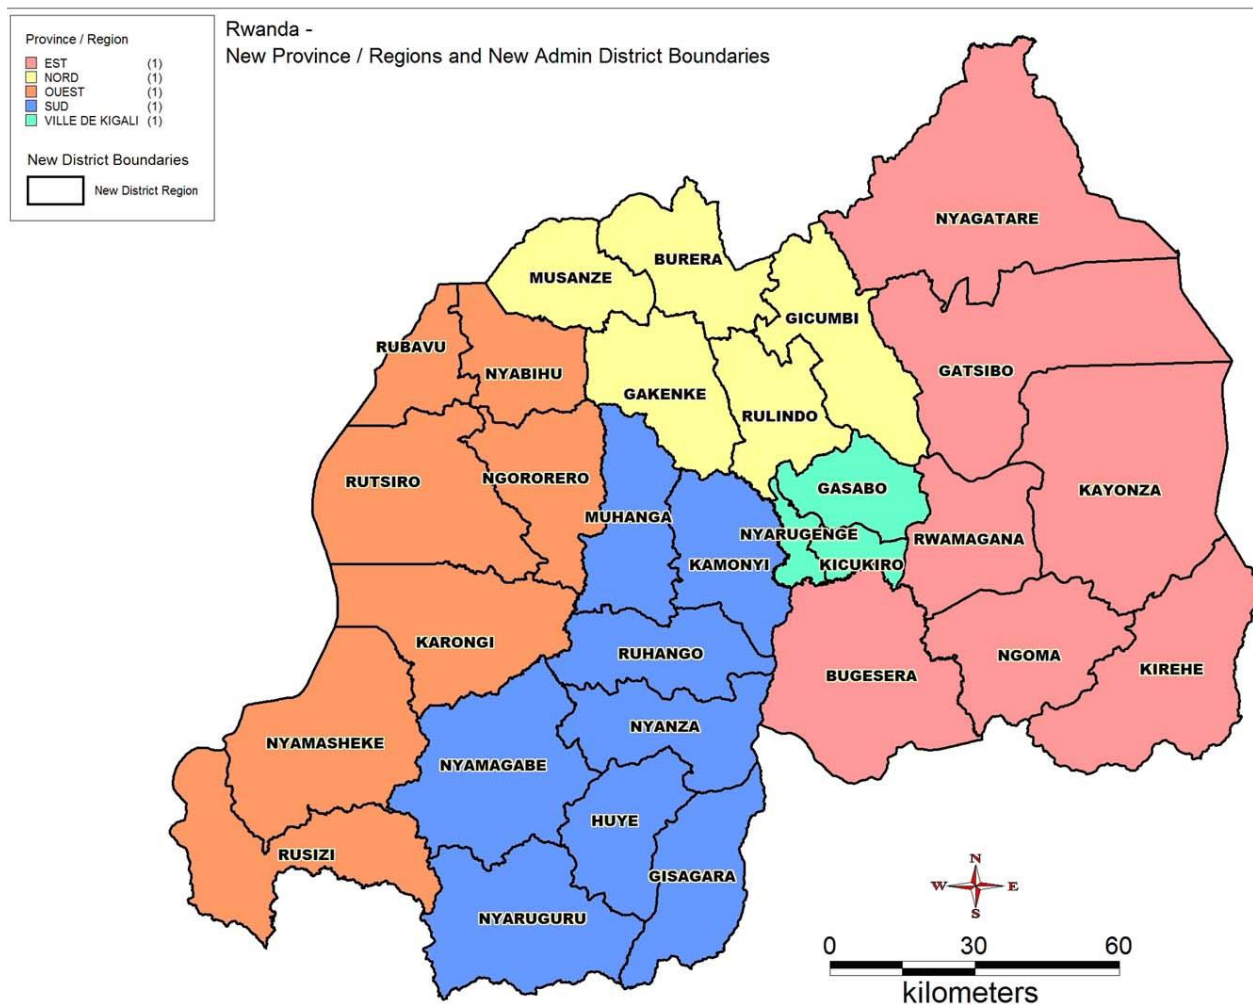 Rwanda -
New Province / Regions and New Admin District Boundaries
Province / Region
EST (1)
NORD (1)
OUEST (1)
SUD (1)
VILLE DE KIGALI (1)
New District Boundaries
New District Region
NYAGATARE
BURERA
MUSANZE
GICUMBI
RUBAVU
NYABIHU
GATSIBO
GAKENKE
RULINDO
RUTSIRO
NGORORERO
GASABO
KAYONZA
MUHANGA
NYARUGENGE
RWAMAGANA
KAMONYI
KICUKIRO
KARONGI
RUHANGO
NGOMA
BUGESERA
KIREHE
NYANZA
NYAMASHEKE
NYAMAGABE
HUYE
RUSIZI
GISAGARA
NYARUGURU
N
W E
S
0 30 60
kilometers